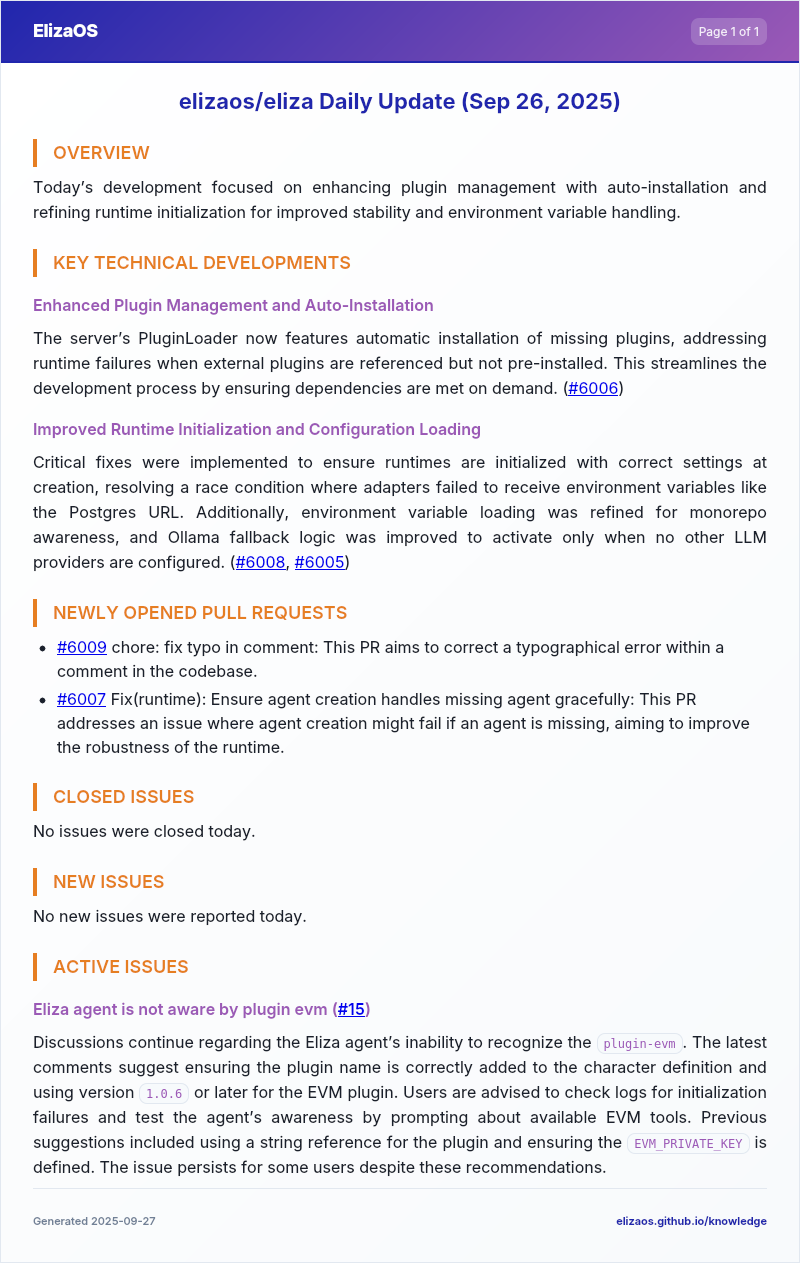 ElizaOS
Page 1 of 1
elizaos/eliza Daily Update (Sep 26, 2025)
OVERVIEW
Today's development focused on enhancing plugin management with auto-installation and
refining runtime initialization for improved stability and environment variable handling.
KEY TECHNICAL DEVELOPMENTS
Enhanced Plugin Management and Auto-Installation
The server's PluginLoader now features automatic installation of missing plugins, addressing
runtime failures when external plugins are referenced but not pre-installed. This streamlines the
development process by ensuring dependencies are met on demand. (#6006)
Improved Runtime Initialization and Configuration Loading
Critical fixes were implemented to ensure runtimes are initialized with correct settings at
creation, resolving a race condition where adapters failed to receive environment variables like
the Postgres URL. Additionally, environment variable loading was refined for monorepo
awareness, and Ollama fallback logic was improved to activate only when no other LLM
providers are configured. (#6008, #6005)
NEWLY OPENED PULL REQUESTS
• #6009 chore: fix typo in comment: This PR aims to correct a typographical error within a
comment in the codebase.
• #6007 Fix(runtime): Ensure agent creation handles missing agent gracefully: This PR
addresses an issue where agent creation might fail if an agent is missing, aiming to improve
the robustness of the runtime.
CLOSED ISSUES
No issues were closed today.
NEW ISSUES
No new issues were reported today.
ACTIVE ISSUES
Eliza agent is not aware by plugin evm (#15)
Discussions continue regarding the Eliza agent's inability to recognize the plugin-evm. The latest
comments suggest ensuring the plugin name is correctly added to the character definition and
using version 1.0.6 or later for the EVM plugin. Users are advised to check logs for initialization
failures and test the agent's awareness by prompting about available EVM tools. Previous
suggestions included using a string reference for the plugin and ensuring the EVM_PRIVATE_KEY is
defined. The issue persists for some users despite these recommendations.
Generated 2025-09-27
elizaos.github.io/knowledge